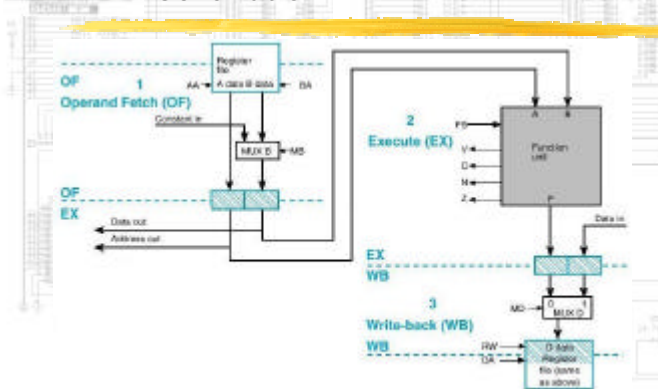 Register
file
OF
1
AA
A data B data
BA
Operand Fetch (OF)
Constant in
MUX B
MB
OF
EX
Data out
Address out
2
Execute (EX)
A
B
FS
Function
unit
V
C
N
Z
F
Data in
EX
WB
MD
0
1
MUX D
3
Write-back (WB)
WB
RW
DA
D data
Register
file (same
as above)